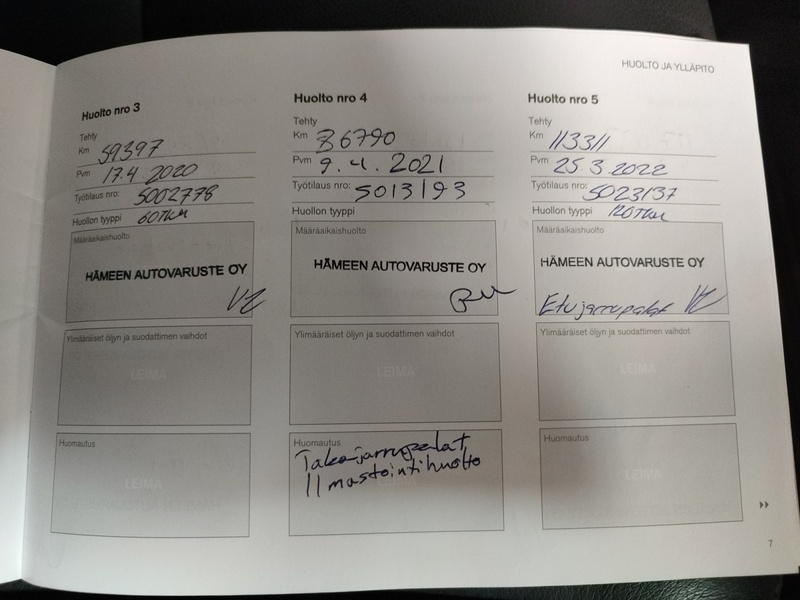 HUOLTO JA YLLÄPITO
Huolto nro 3
Tehty
Km 59397
Pvm 17.4 2020
Työtilaus nro: 5002778
Huollon tyyppi 60Tkm
Määräaikaishuolto
HÄMEEN AUTOVARUSTE OY
Ylimääräiset öljyn ja suodattimen vaihdot
LEIMA
Huomautus
LEIMA
Huolto nro 4
Tehty
Km 86790
Pvm 9.4.2021
Työtilaus nro: 5013193
Huollon tyyppi
Määräaikaishuolto
HÄMEEN AUTOVARUSTE OY
Ylimääräiset öljyn ja suodattimen vaihdot
LEIMA
Huomautus
Takajarrupalat,
Ilmastointihuolto
Huolto nro 5
Tehty
Km 113311
Pvm 25.3.2022
Työtilaus nro: 5023137
Huollon tyyppi 120Tkm
Määräaikaishuolto
HÄMEEN AUTOVARUSTE OY
Etujarrupalat
Ylimääräiset öljyn ja suodattimen vaihdot
LEIMA
Huomautus
LEIMA
7